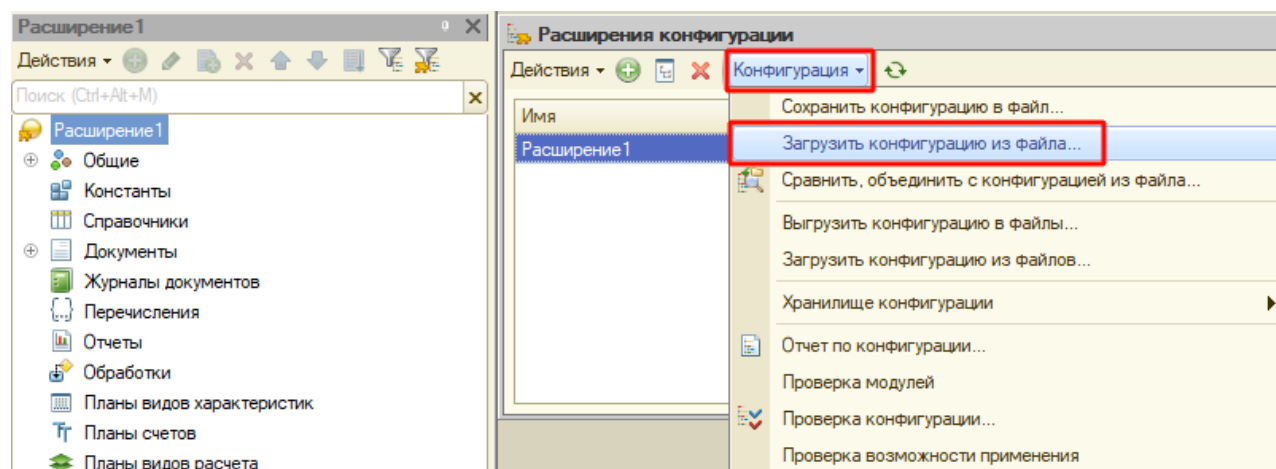 Расширение1
Действия
Поиск (Ctrl+Alt+M)
Расширение1
Общие
Константы
Справочники
Документы
Журналы документов
Перечисления
Отчеты
Обработки
Планы видов характеристик
Планы счетов
Планы видов расчета
Расширения конфигурации
Действия
Конфигурация
Имя
Расширение1
Сохранить конфигурацию в файл...
Загрузить конфигурацию из файла...
Сравнить, объединить с конфигурацией из файла...
Выгрузить конфигурацию в файлы...
Загрузить конфигурацию из файлов...
Хранилище конфигурации
Отчет по конфигурации...
Проверка модулей
Проверка конфигурации...
Проверка возможности применения